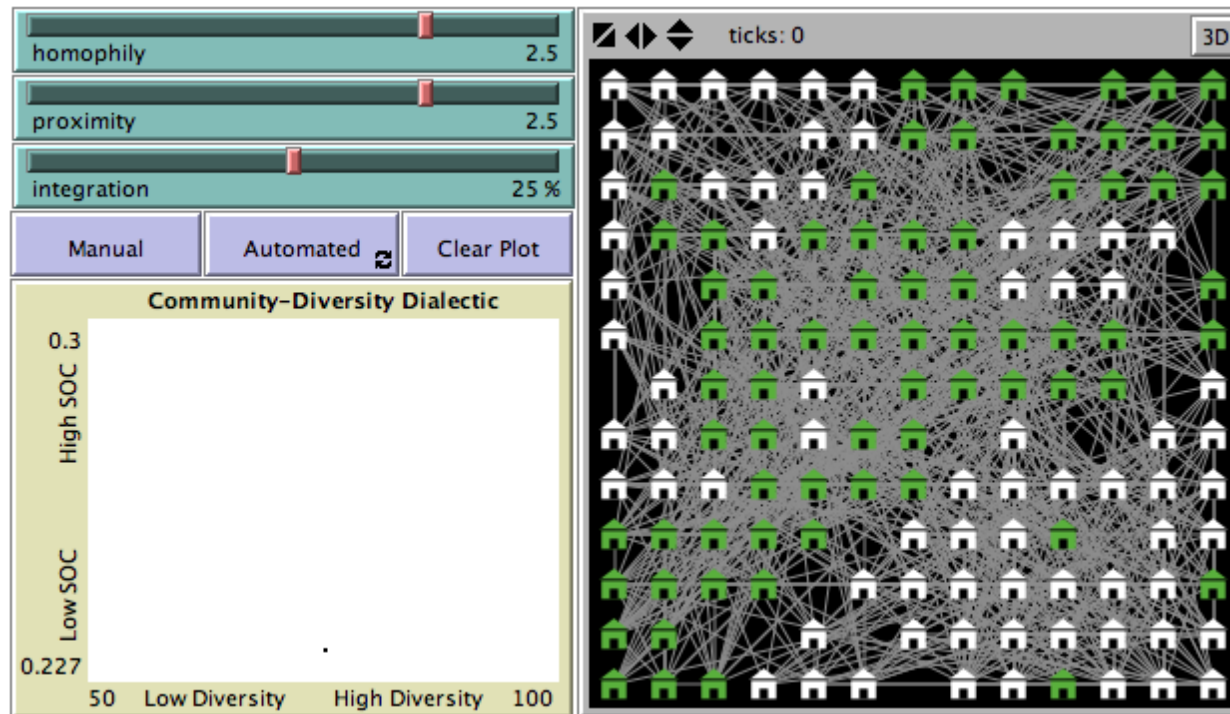 homophily 2.5
proximity 2.5
integration 25 %
Manual Automated Clear Plot
Community-Diversity Dialectic
0.3
High SOC
Low SOC
0.227
50 Low Diversity High Diversity 100
ticks: 0
3D